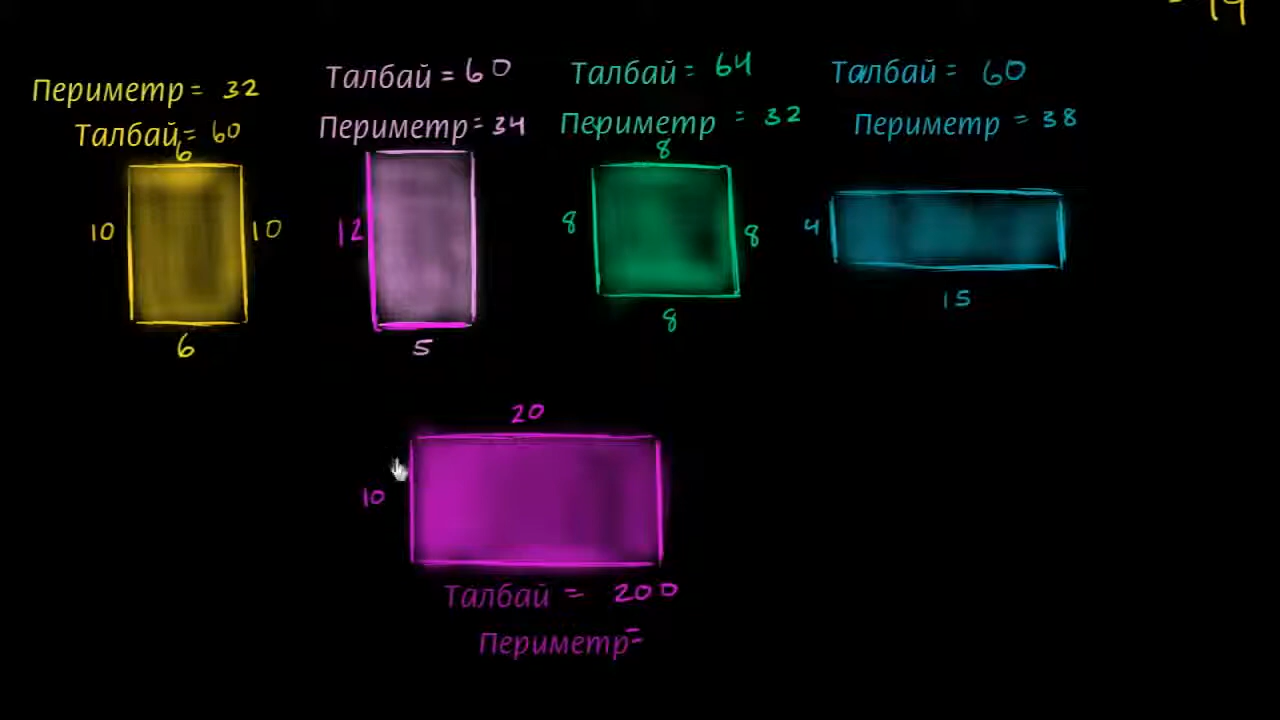 Периметр = 32
Талбай = 60
6
10
10
6
Талбай = 60
Периметр = 34
12
5
Талбай = 64
Периметр = 32
8
8
8
8
Талбай = 60
Периметр = 38
4
15
20
10
Талбай = 200
Периметр =